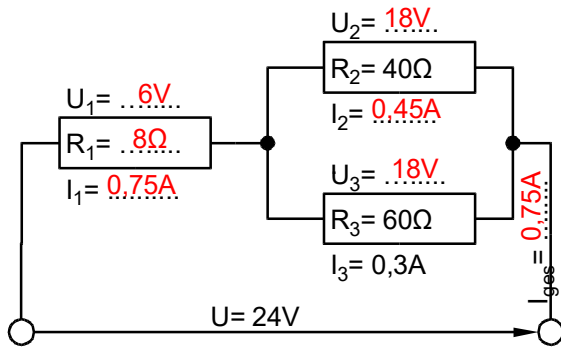 U₂= 18V
R₂= 40Ω
I₂= 0,45A
U₁= 6V
R₁= 8Ω
I₁= 0,75A
U₃= 18V
R₃= 60Ω
I₃= 0,3A
I_ges = 0,75A
U= 24V